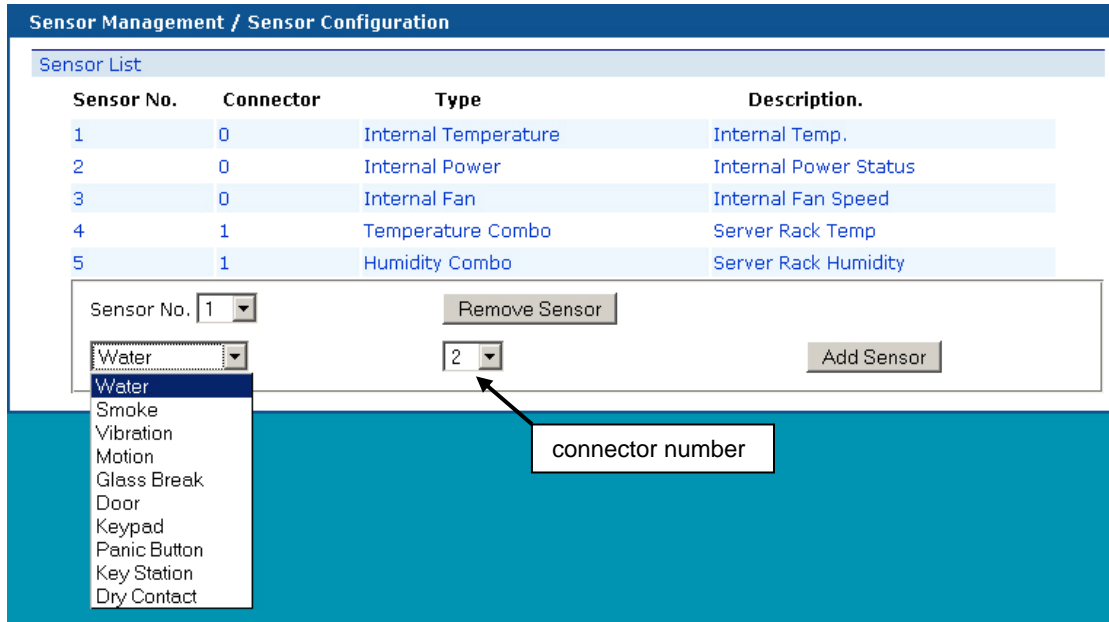 Sensor Management / Sensor Configuration
Sensor List
Sensor No. Connector Type Description.
1 0 Internal Temperature Internal Temp.
2 0 Internal Power Internal Power Status
3 0 Internal Fan Internal Fan Speed
4 1 Temperature Combo Server Rack Temp
5 1 Humidity Combo Server Rack Humidity
Sensor No. 1 Remove Sensor
Water 2 Add Sensor
Water
Smoke
Vibration
Motion
connector number
Glass Break
Door
Keypad
Panic Button
Key Station
Dry Contact